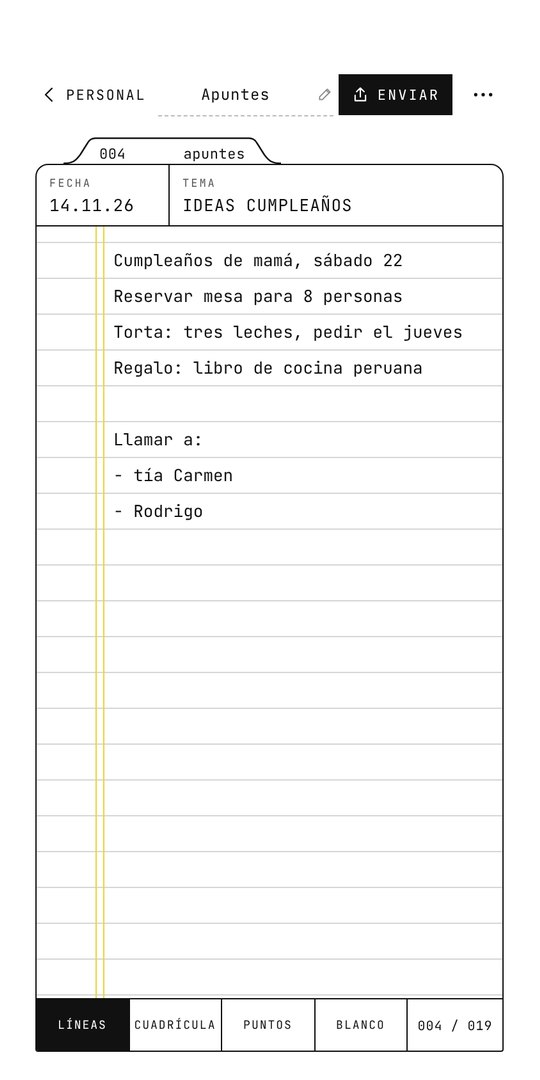 PERSONAL Apuntes ENVIAR
004 apuntes
FECHA TEMA
14.11.26 IDEAS CUMPLEAÑOS
Cumpleaños de mamá, sábado 22
Reservar mesa para 8 personas
Torta: tres leches, pedir el jueves
Regalo: libro de cocina peruana
Llamar a:
- tía Carmen
- Rodrigo
LÍNEAS CUADRÍCULA PUNTOS BLANCO 004 / 019